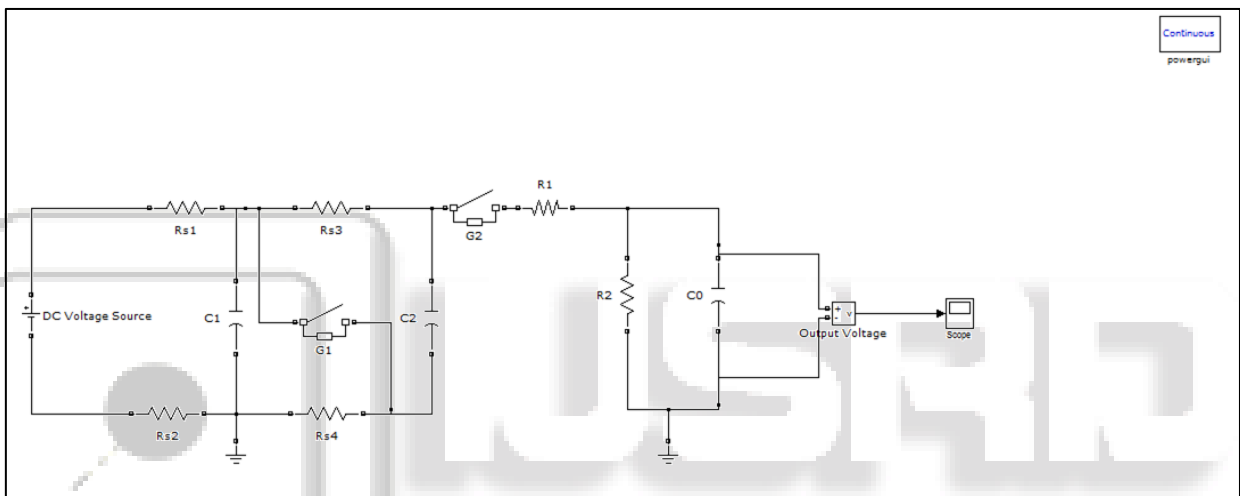 Continuous
powergui
R1
Rs1
Rs3
G2
DC Voltage Source
C1
G1
C2
R2
C0
+
-
v
Output Voltage
Scope
Rs2
Rs4
IJSRD